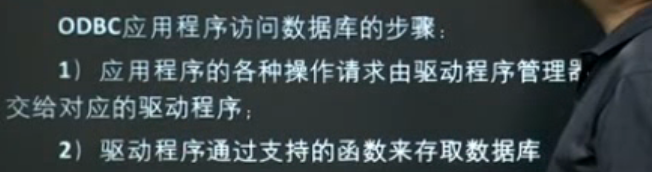 ODBC应用程序访问数据库的步骤：
1） 应用程序的各种操作请求由驱动程序管理器
交给对应的驱动程序；
2） 驱动程序通过支持的函数来存取数据库